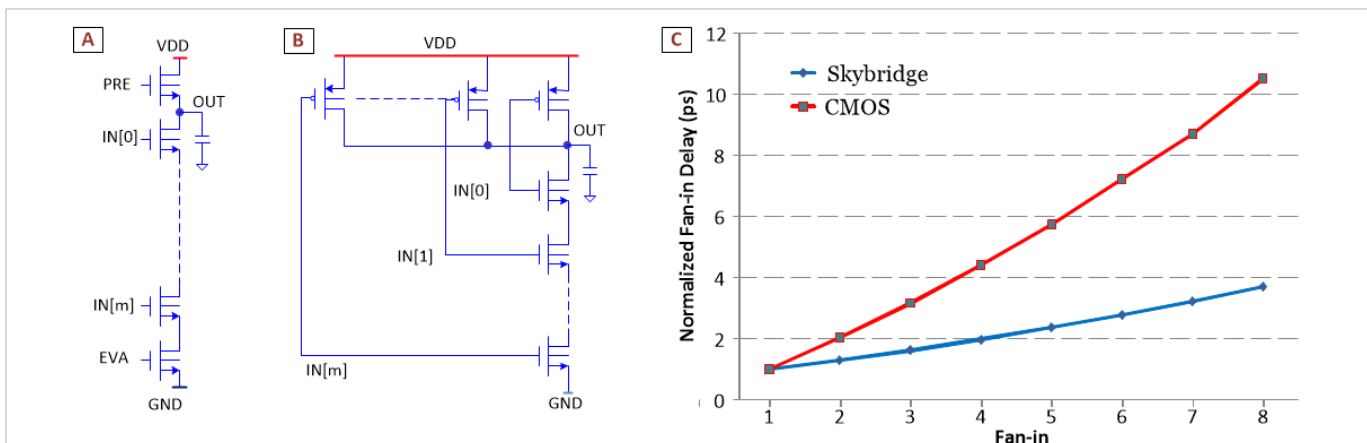 A
VDD
PRE
OUT
IN[0]
IN[m]
EVA
GND
B
VDD
OUT
IN[0]
IN[1]
IN[m]
GND
C
Normalized Fan-in Delay (ps)
12
10
8
6
4
2
0
Skybridge
CMOS
1 2 3 4 5 6 7 8
Fan-in